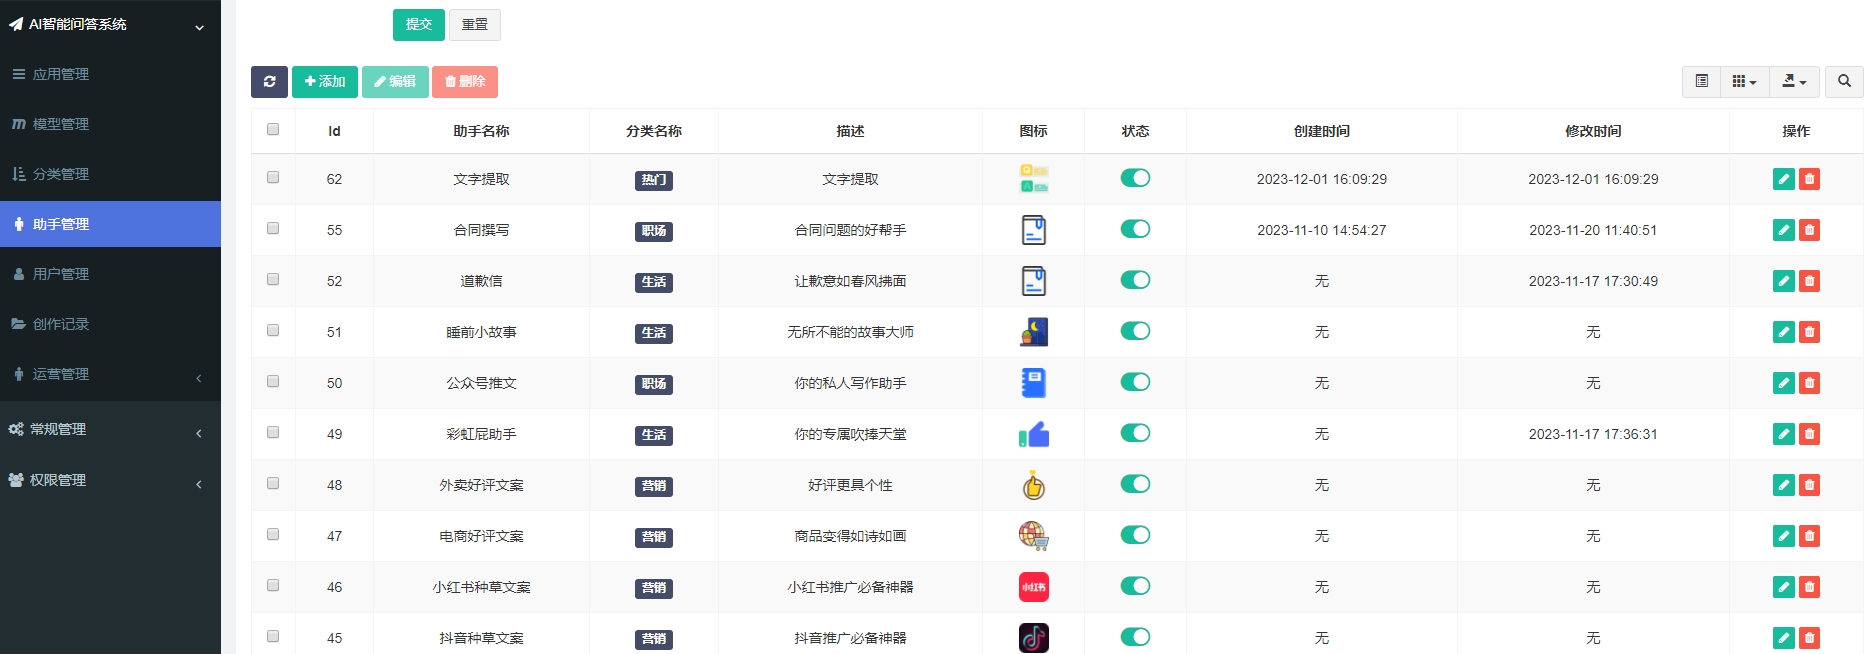 AI智能问答系统
应用管理
模型管理
分类管理
助手管理
用户管理
创作记录
运营管理
常规管理
权限管理
提交 重置
添加 编辑 删除
Id 助手名称 分类名称 描述 图标 状态 创建时间 修改时间 操作
62 文字提取 热门 文字提取 2023-12-01 16:09:29 2023-12-01 16:09:29
55 合同撰写 职场 合同问题的好帮手 2023-11-10 14:54:27 2023-11-20 11:40:51
52 道歉信 生活 让歉意如春风拂面 无 2023-11-17 17:30:49
51 睡前小故事 生活 无所不能的故事大师 无 无
50 公众号推文 职场 你的私人写作助手 无 无
49 彩虹屁助手 生活 你的专属吹捧天堂 无 2023-11-17 17:36:31
48 外卖好评文案 营销 好评更具个性 无 无
47 电商好评文案 营销 商品变得如诗如画 无 无
46 小红书种草文案 营销 小红书推广必备神器 小红书 无 无
45 抖音种草文案 营销 抖音推广必备神器 无 无